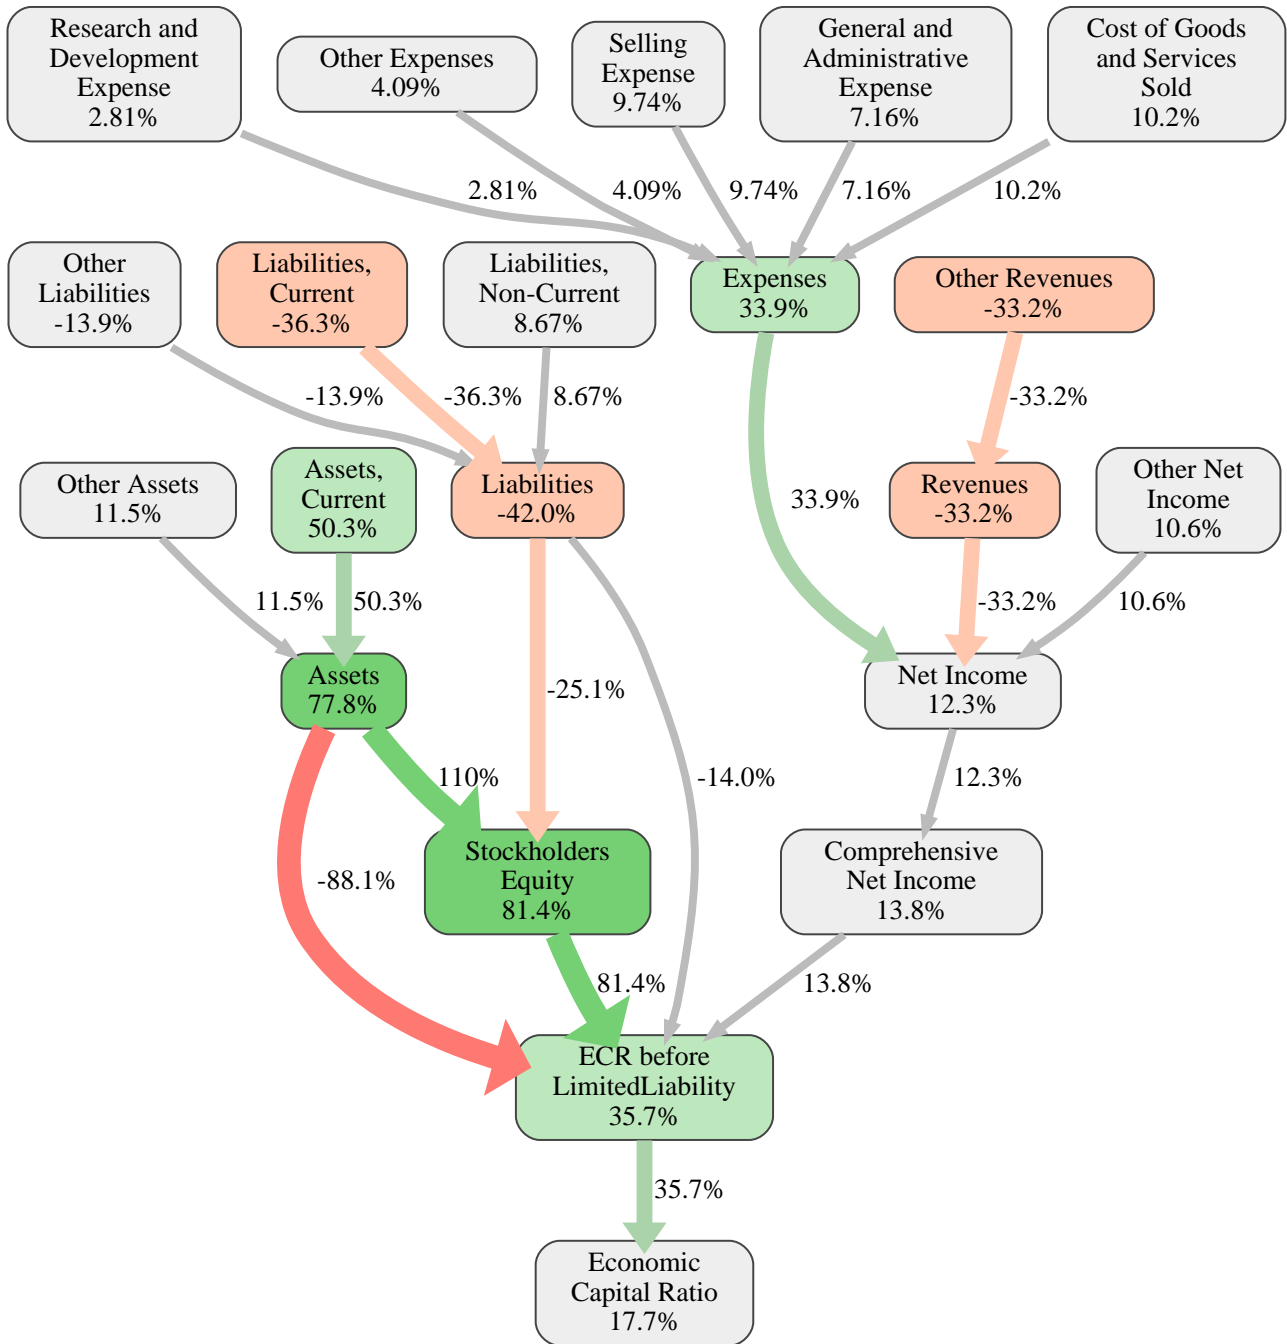 Research and
Development
Expense
2.81%
Other Expenses
4.09%
Selling
Expense
9.74%
General and
Administrative
Expense
7.16%
Cost of Goods
and Services
Sold
10.2%
2.81%
4.09%
9.74%
7.16%
10.2%
Other
Liabilities
-13.9%
Liabilities,
Current
-36.3%
Liabilities,
Non-Current
8.67%
Expenses
33.9%
Other Revenues
-33.2%
-13.9%
-36.3%
8.67%
-33.2%
Other Assets
11.5%
Assets,
Current
50.3%
Liabilities
-42.0%
33.9%
Revenues
-33.2%
Other Net
Income
10.6%
11.5%
50.3%
-33.2%
10.6%
Assets
77.8%
-25.1%
Net Income
12.3%
110%
-14.0%
12.3%
-88.1%
Stockholders
Equity
81.4%
Comprehensive
Net Income
13.8%
81.4%
13.8%
ECR before
LimitedLiability
35.7%
35.7%
Economic
Capital Ratio
17.7%